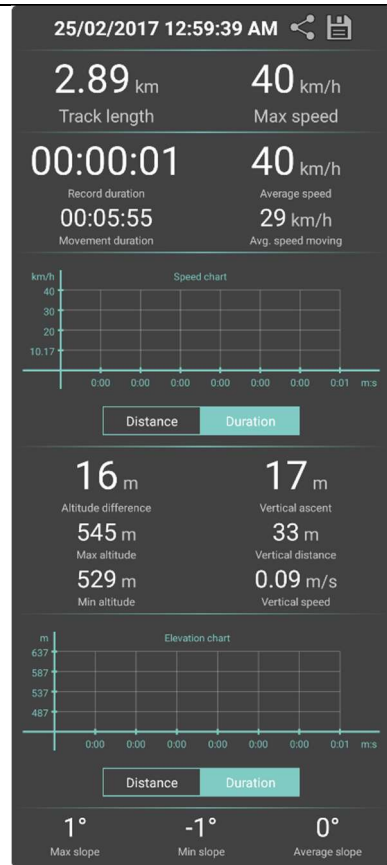 25/02/2017 12:59:39 AM
2.89 km 40 km/h
Track length Max speed
00:00:01 40 km/h
Record duration Average speed
00:05:55 29 km/h
Movement duration Avg. speed moving
km/h Speed chart
40
30
20
10.17
0:00 0:00 0:00 0:00 0:00 0:00 0:01 m:s
Distance Duration
16 m 17 m
Altitude difference Vertical ascent
545 m 33 m
Max altitude Vertical distance
529 m 0.09 m/s
Min altitude Vertical speed
m Elevation chart
637
587
537
487
0:00 0:00 0:00 0:00 0:00 0:00 0:01 m:s
Distance Duration
1° -1° 0°
Max slope Min slope Average slope